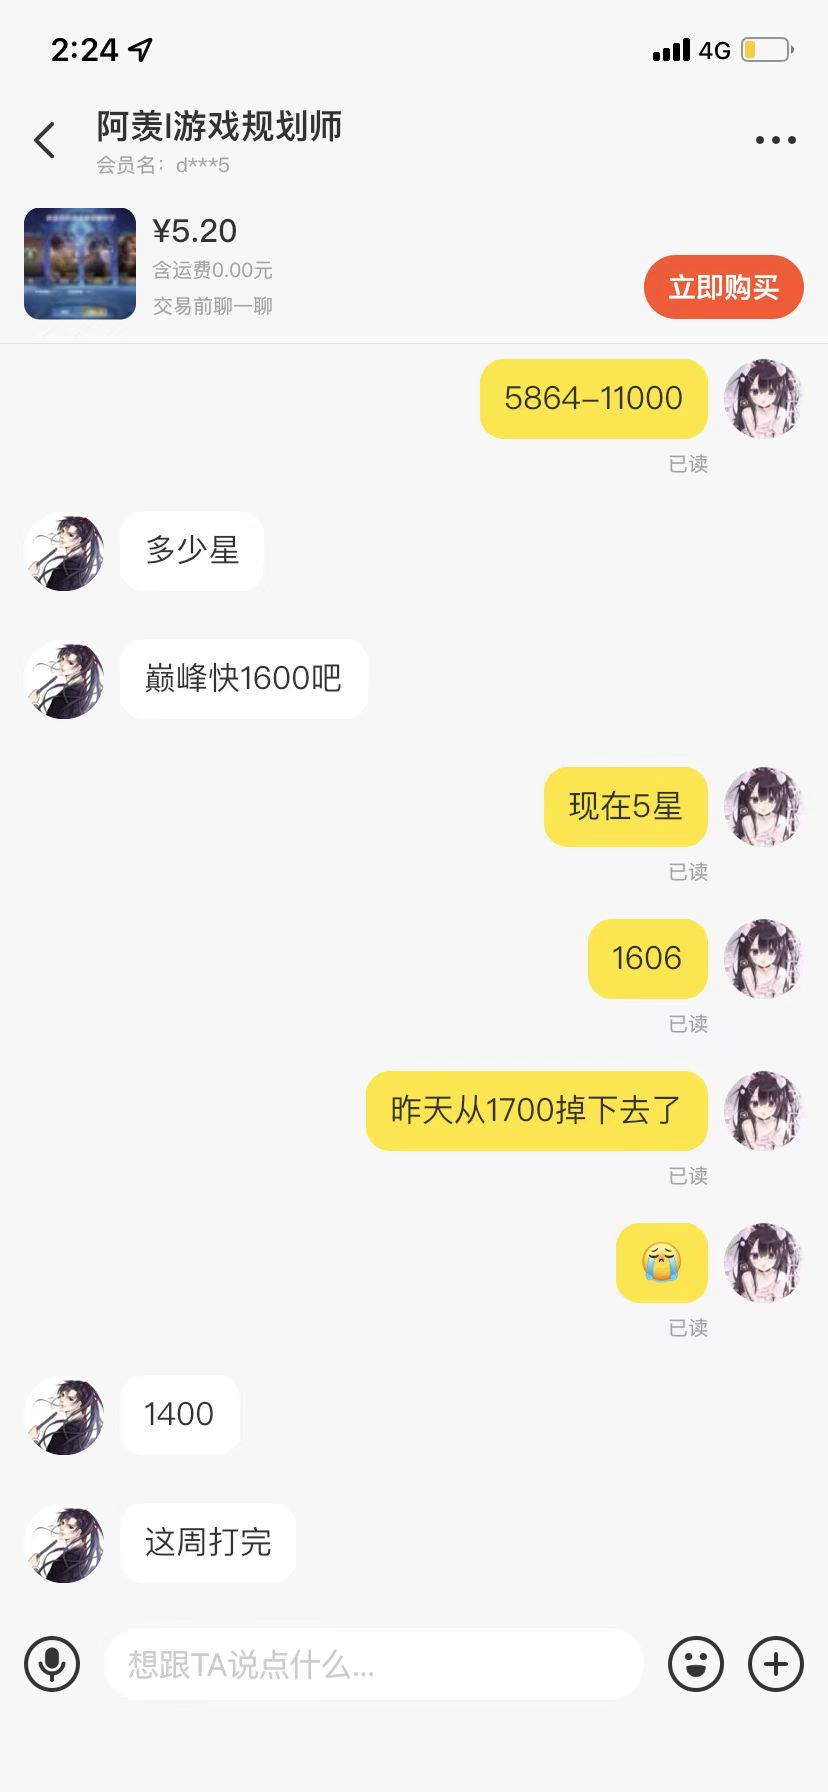 2:24
4G
阿羡I游戏规划师
会员名：d***5
¥5.20
含运费0.00元
交易前聊一聊
立即购买
5864-11000
已读
多少星
巅峰快1600吧
现在5星
已读
1606
已读
昨天从1700掉下去了
已读
😭
已读
1400
这周打完
想跟TA说点什么...